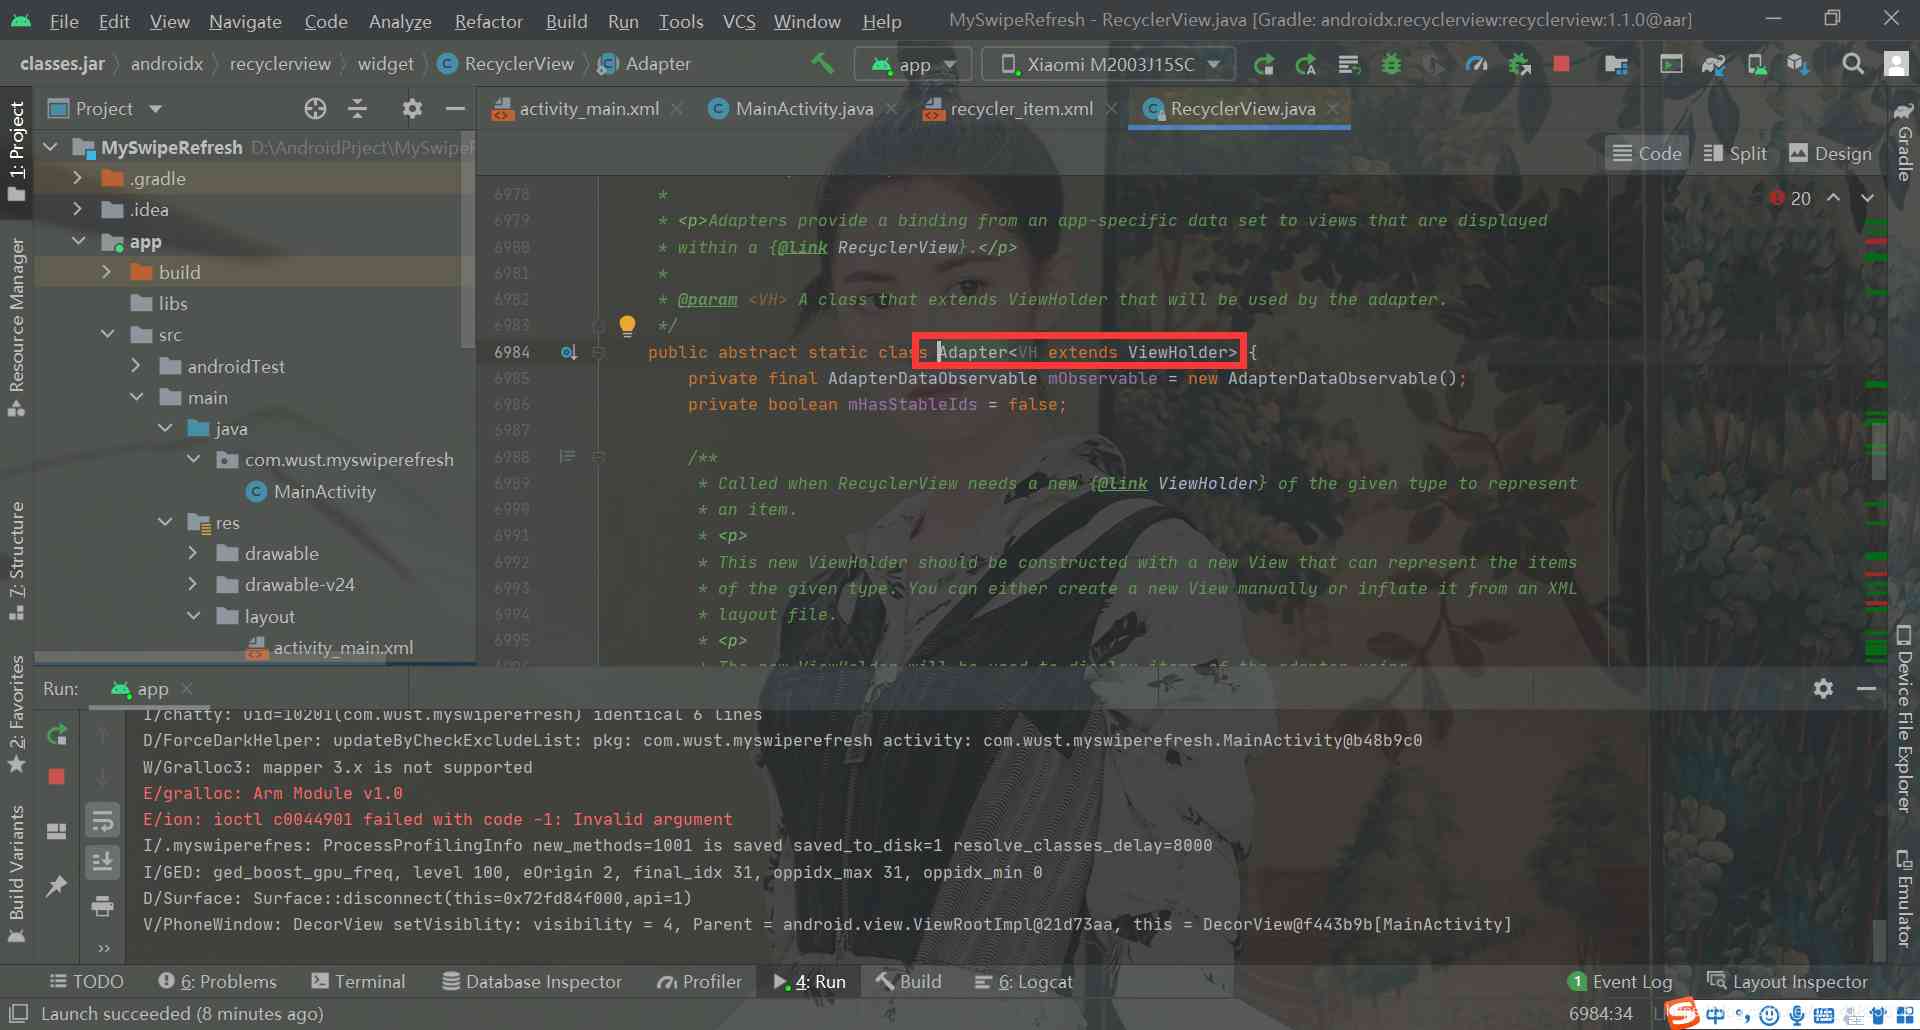 File Edit View Navigate Code Analyze Refactor Build Run Tools VCS Window Help MySwipeRefresh - RecyclerView.java [Gradle: androidx.recyclerview:recyclerview:1.1.0@aar]
classes.jar androidx recyclerview widget RecyclerView Adapter app Xiaomi M2003J15SC
Project activity_main.xml MainActivity.java recycler_item.xml RecyclerView.java
Code Split Design
20
1: Project
Resource Manager
7: Structure
2: Favorites
Build Variants
Gradle
Device File Explorer
Emulator
MySwipeRefresh D:\AndroidPrject\MySwipeR
.gradle
.idea
app
build
libs
src
androidTest
main
java
com.wust.myswiperefresh
MainActivity
res
drawable
drawable-v24
layout
activity_main.xml
6978 *
6979 * <p>Adapters provide a binding from an app-specific data set to views that are displayed
6980 * within a {@link RecyclerView}.</p>
6981 *
6982 * @param <VH> A class that extends ViewHolder that will be used by the adapter.
6983 */
6984 public abstract static class Adapter<VH extends ViewHolder> {
6985 private final AdapterDataObservable mObservable = new AdapterDataObservable();
6986 private boolean mHasStableIds = false;
6987
6988 /**
6989 * Called when RecyclerView needs a new {@link ViewHolder} of the given type to represent
6990 * an item.
6991 * <p>
6992 * This new ViewHolder should be constructed with a new View that can represent the items
6993 * of the given type. You can either create a new View manually or inflate it from an XML
6994 * layout file.
6995 * <p>
6996 * The new ViewHolder will be used to display items of the adapter using
Run: app
I/chatty: uid=10201(com.wust.myswiperefresh) identical 6 lines
D/ForceDarkHelper: updateByCheckExcludeList: pkg: com.wust.myswiperefresh activity: com.wust.myswiperefresh.MainActivity@b48b9c0
W/Gralloc3: mapper 3.x is not supported
E/gralloc: Arm Module v1.0
E/ion: ioctl c0044901 failed with code -1: Invalid argument
I/.myswiperefres: ProcessProfilingInfo new_methods=1001 is saved saved_to_disk=1 resolve_classes_delay=8000
I/GED: ged_boost_gpu_freq, level 100, eOrigin 2, final_idx 31, oppidx_max 31, oppidx_min 0
D/Surface: Surface::disconnect(this=0x72fd84f000,api=1)
V/PhoneWindow: DecorView setVisiblity: visibility = 4, Parent = android.view.ViewRootImpl@21d73aa, this = DecorView@f443b9b[MainActivity]
TODO 6: Problems Terminal Database Inspector Profiler 4: Run Build 6: Logcat 1 Event Log Layout Inspector
Launch succeeded (8 minutes ago) 6984:34 中